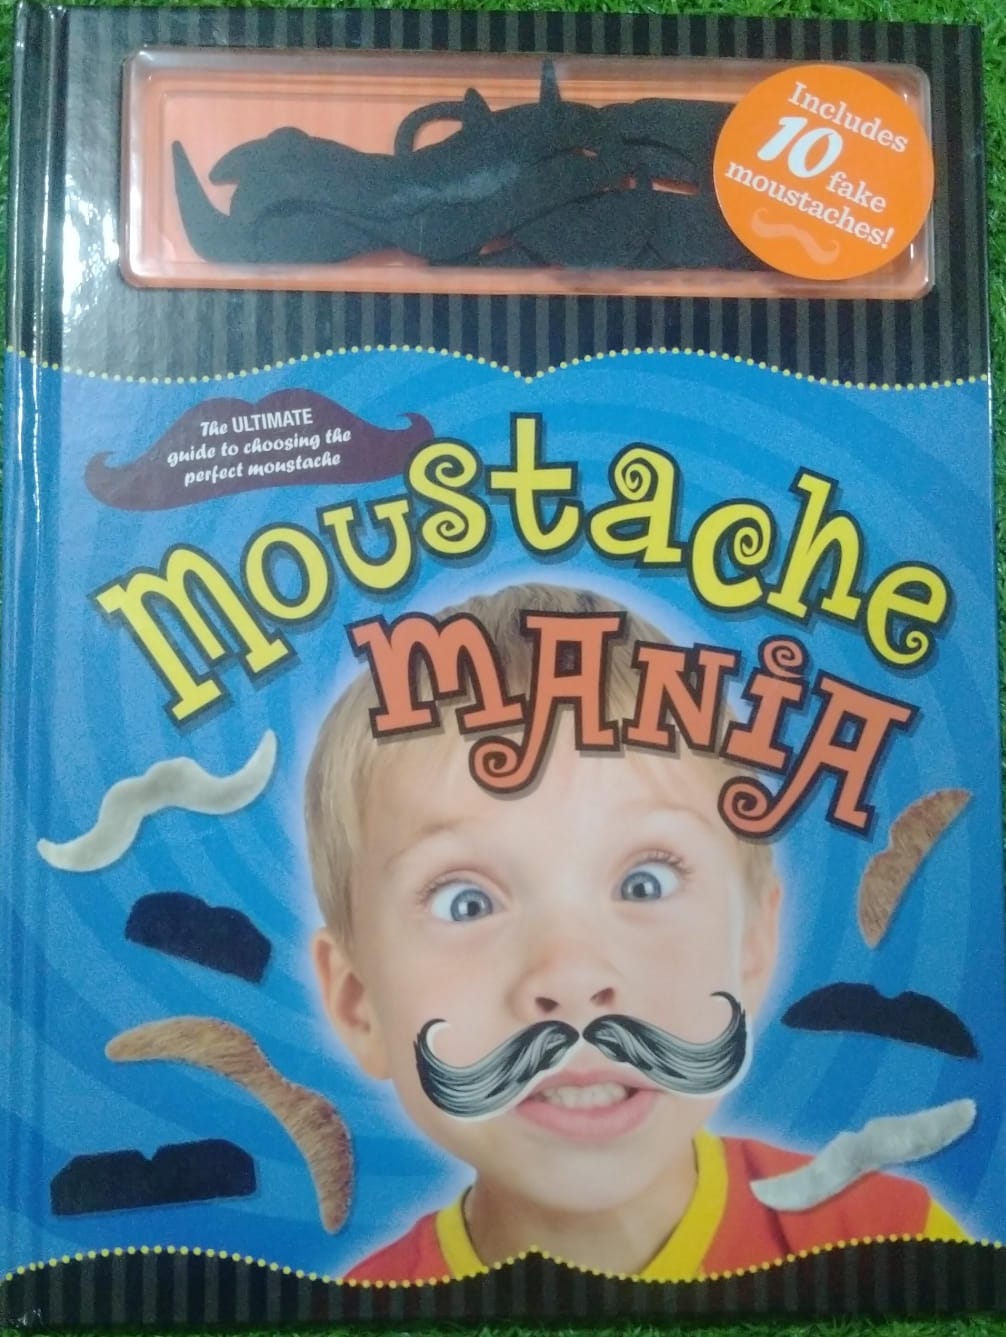 Includes
10 fake
moustaches!
The ULTIMATE
guide to choosing the
perfect moustache
Moustache
MANiA